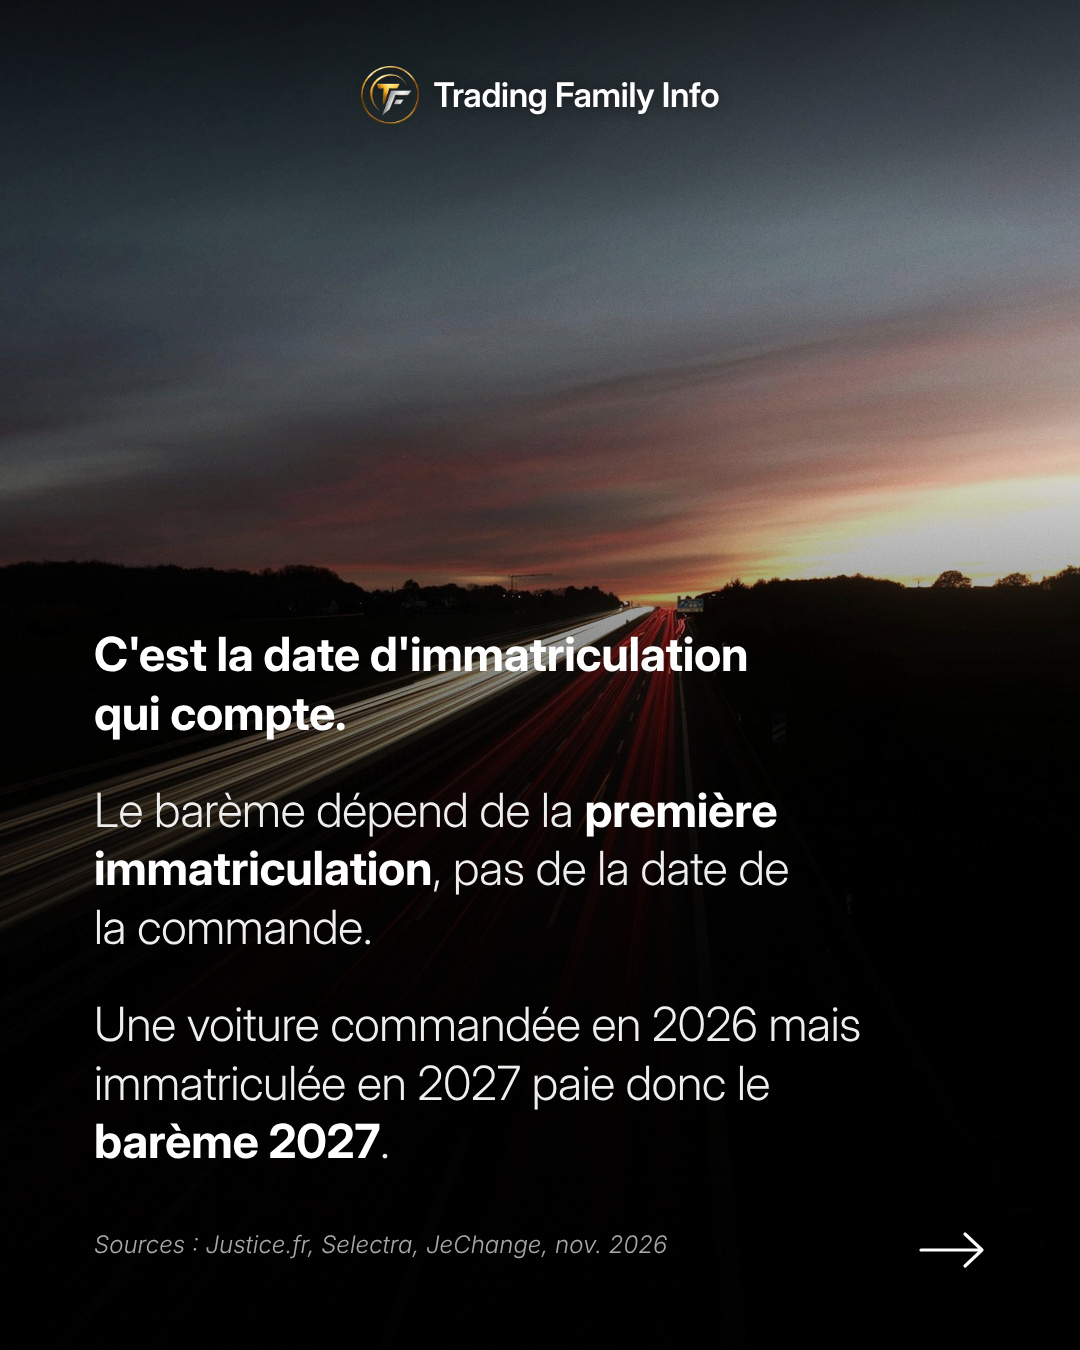 TF
Trading Family Info
C'est la date d'immatriculation
qui compte.
Le barème dépend de la première
immatriculation, pas de la date de
la commande.
Une voiture commandée en 2026 mais
immatriculée en 2027 paie donc le
barème 2027.
Sources : Justice.fr, Selectra, JeChange, nov. 2026